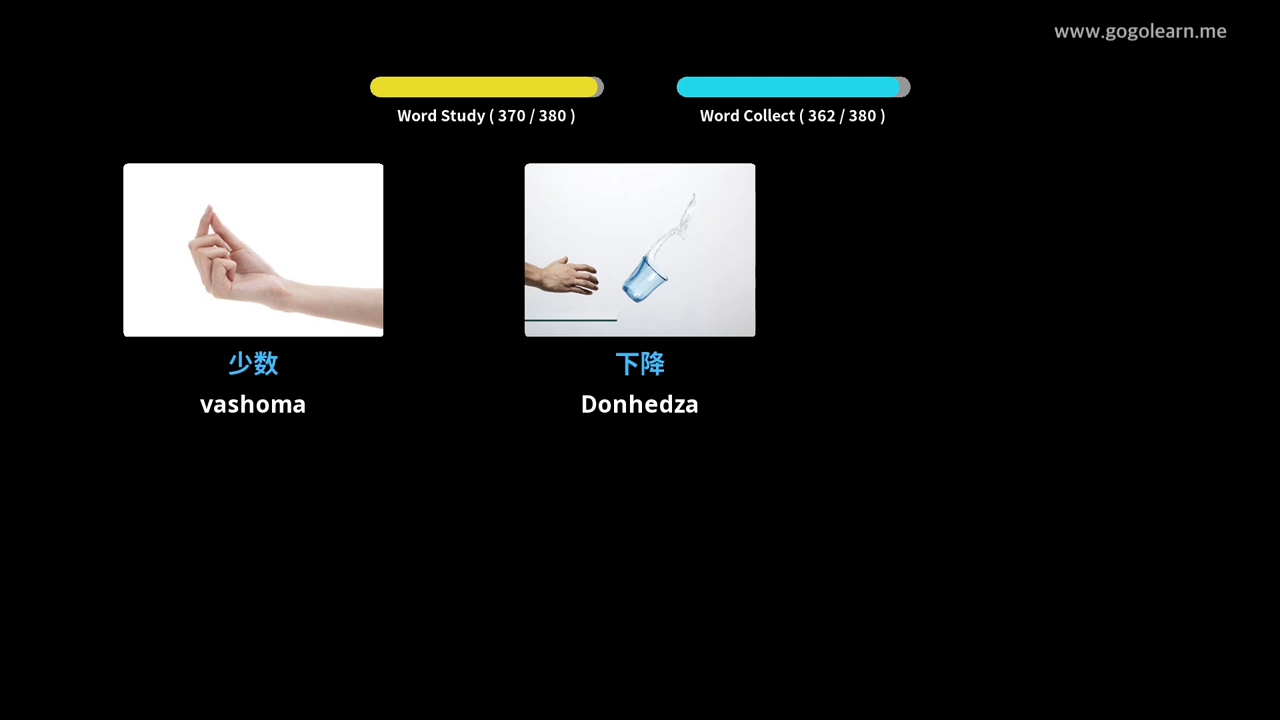 www.gogolearn.me
Word Study ( 370 / 380 )
Word Collect ( 362 / 380 )
少数
vashoma
下降
Donhedza